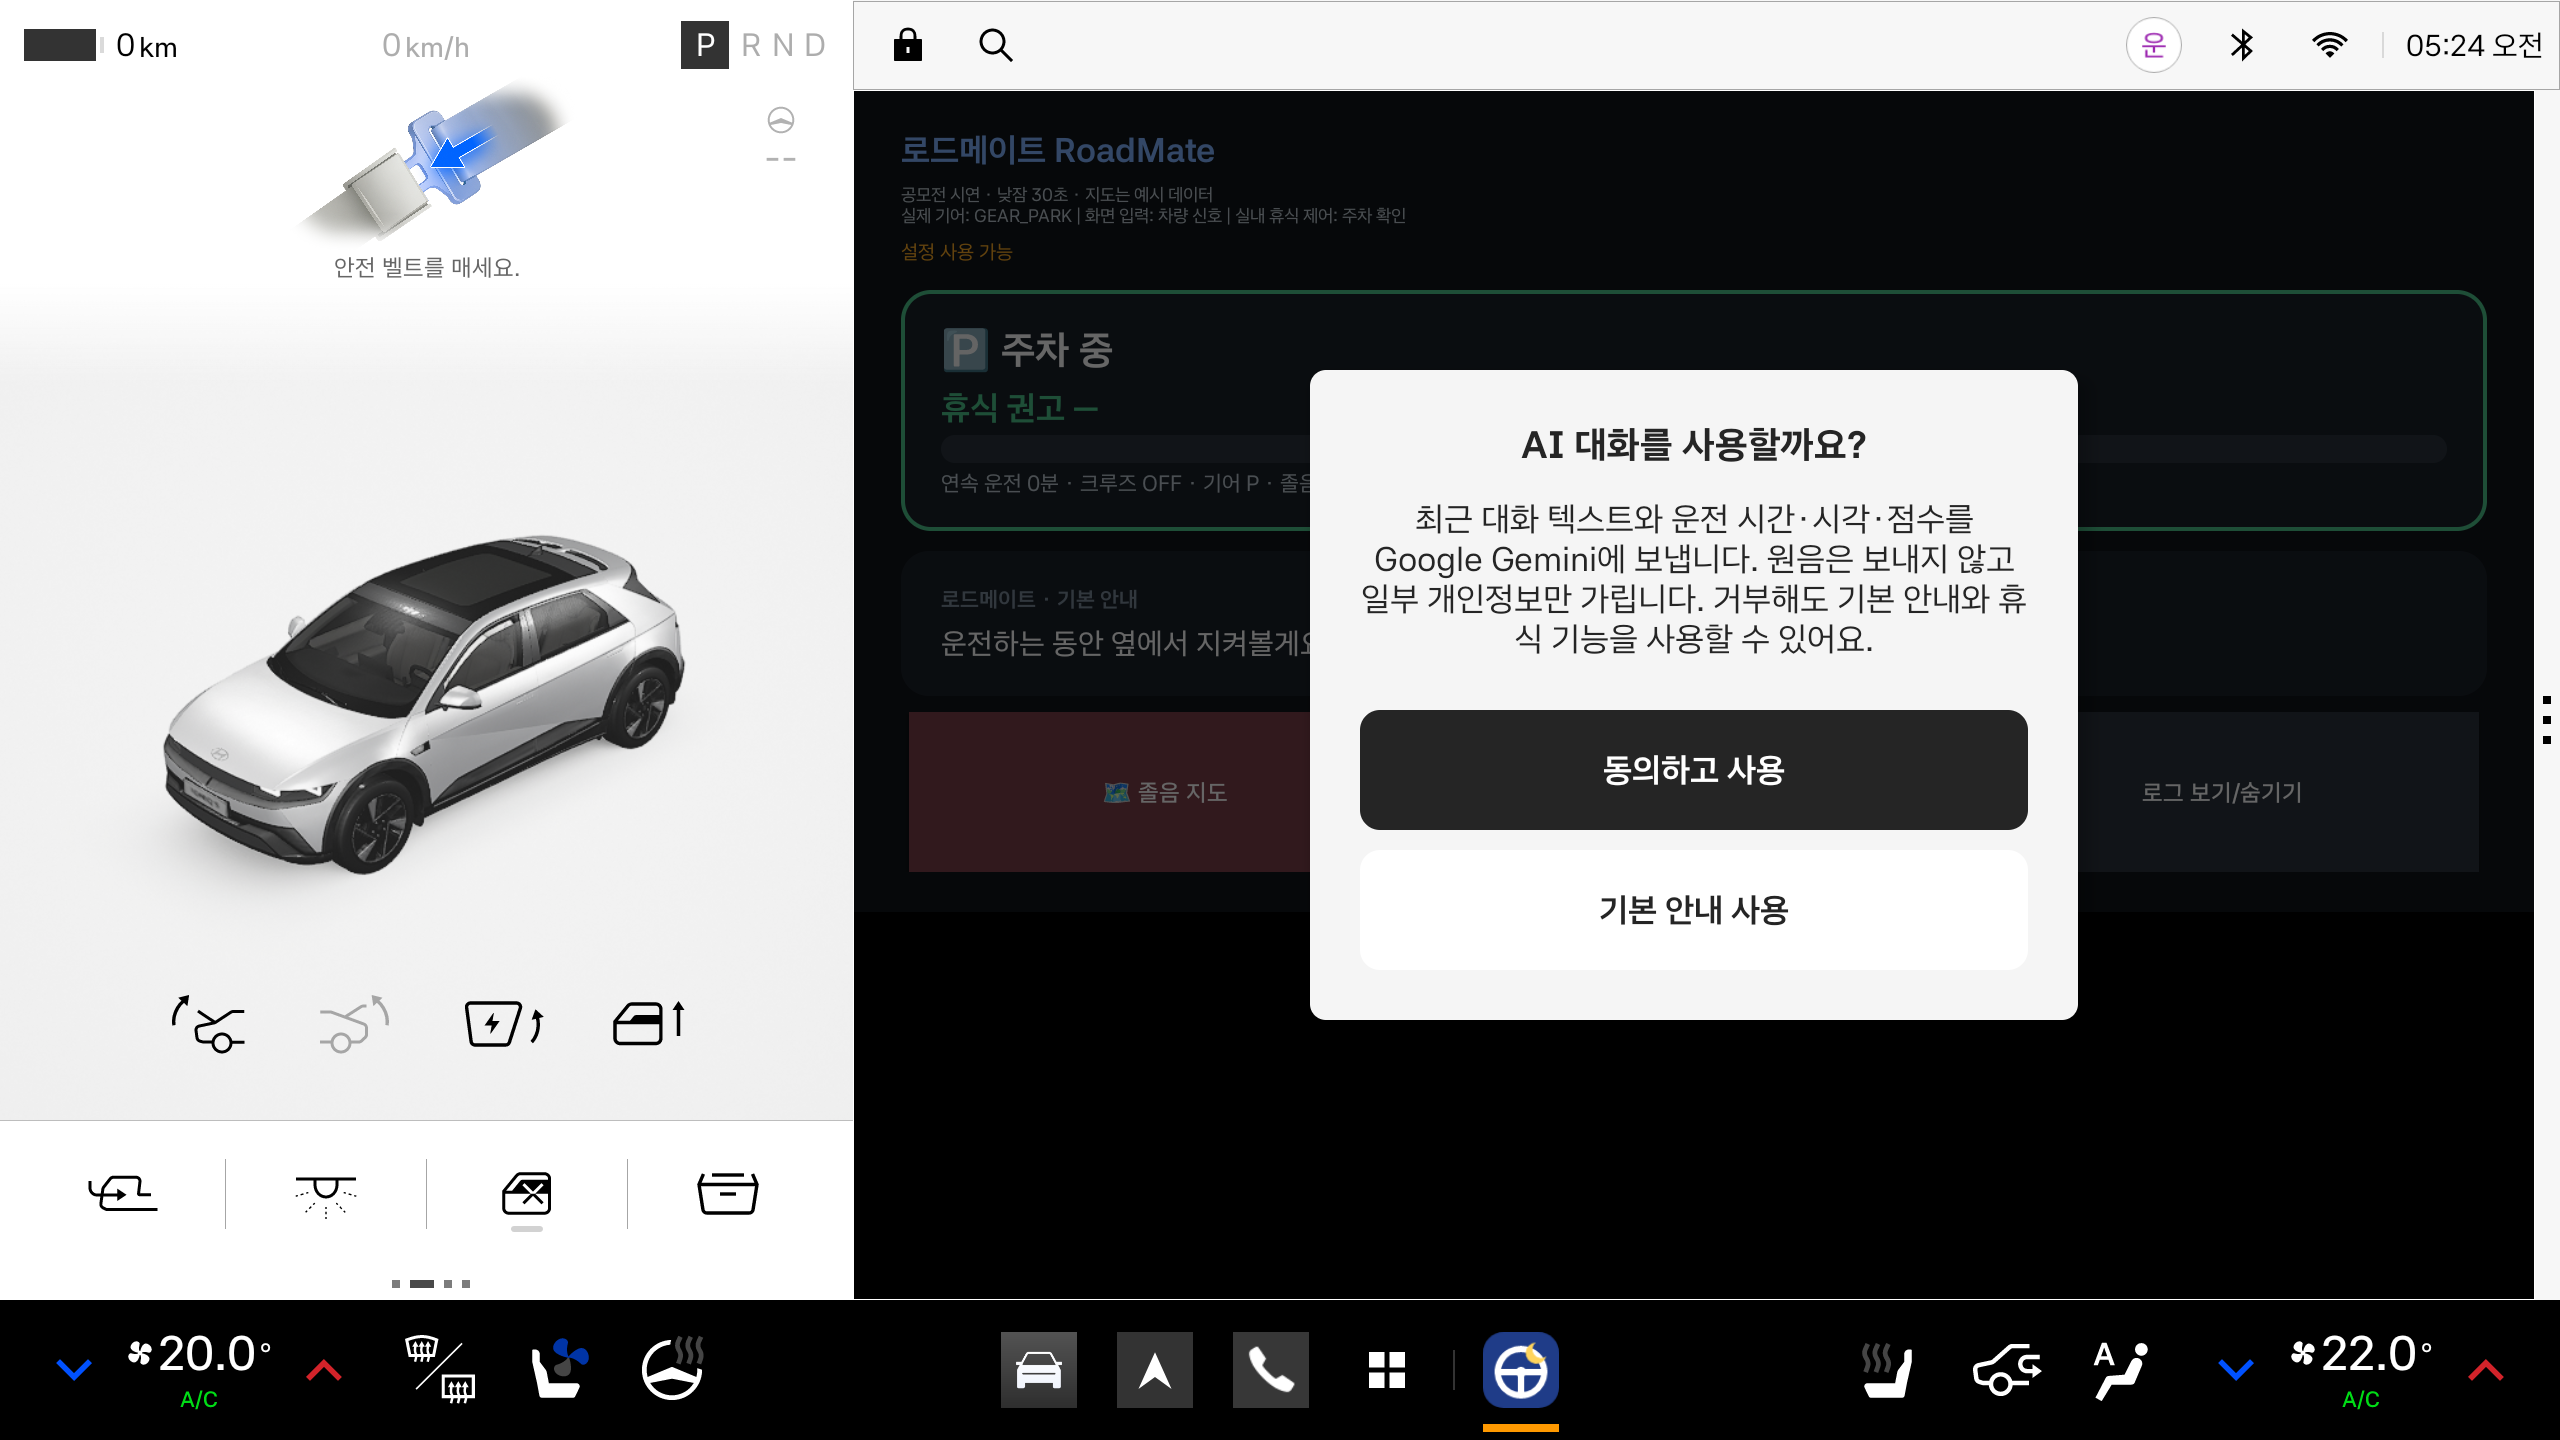 0 km
0 km/h
P R N D
안전 벨트를 매세요.
운
05:24 오전
로드메이트 RoadMate
공모전 시연 · 낮잠 30초 · 지도는 예시 데이터
실제 기어: GEAR_PARK | 화면 입력: 차량 신호 | 실내 휴식 제어: 주차 확인
설정 사용 가능
P 주차 중
휴식 권고 —
연속 운전 0분 · 크루즈 OFF · 기어 P · 졸음
로드메이트 · 기본 안내
운전하는 동안 옆에서 지켜볼게요
졸음 지도
로그 보기/숨기기
AI 대화를 사용할까요?
최근 대화 텍스트와 운전 시간·시각·점수를
Google Gemini에 보냅니다. 원음은 보내지 않고
일부 개인정보만 가립니다. 거부해도 기본 안내와 휴
식 기능을 사용할 수 있어요.
동의하고 사용
기본 안내 사용
20.0°
A/C
A
22.0°
A/C